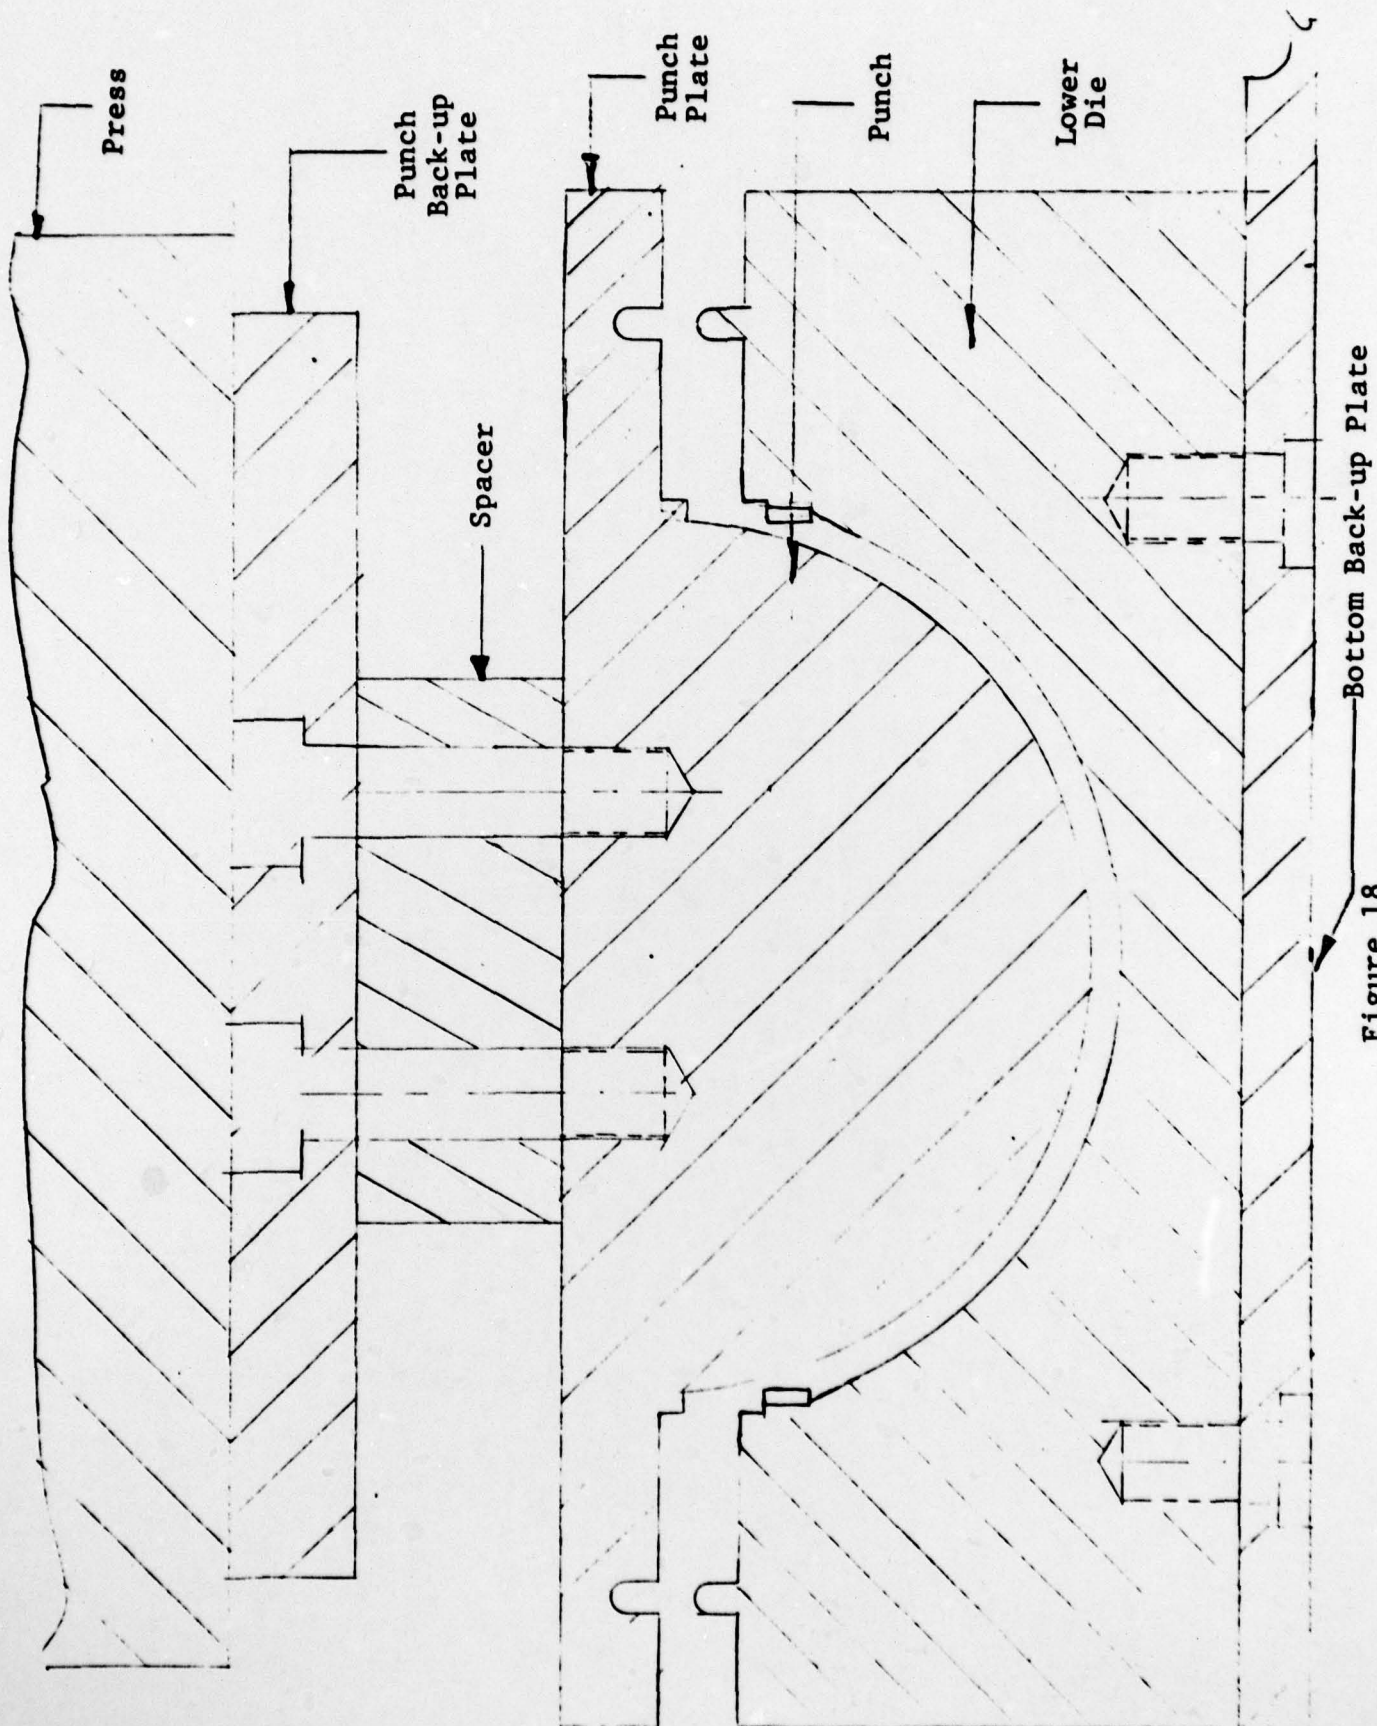 Press
Punch
Back-up
Plate
Spacer
Punch
Plate
Punch
Lower
Die
Bottom Back-up Plate
Figure 18